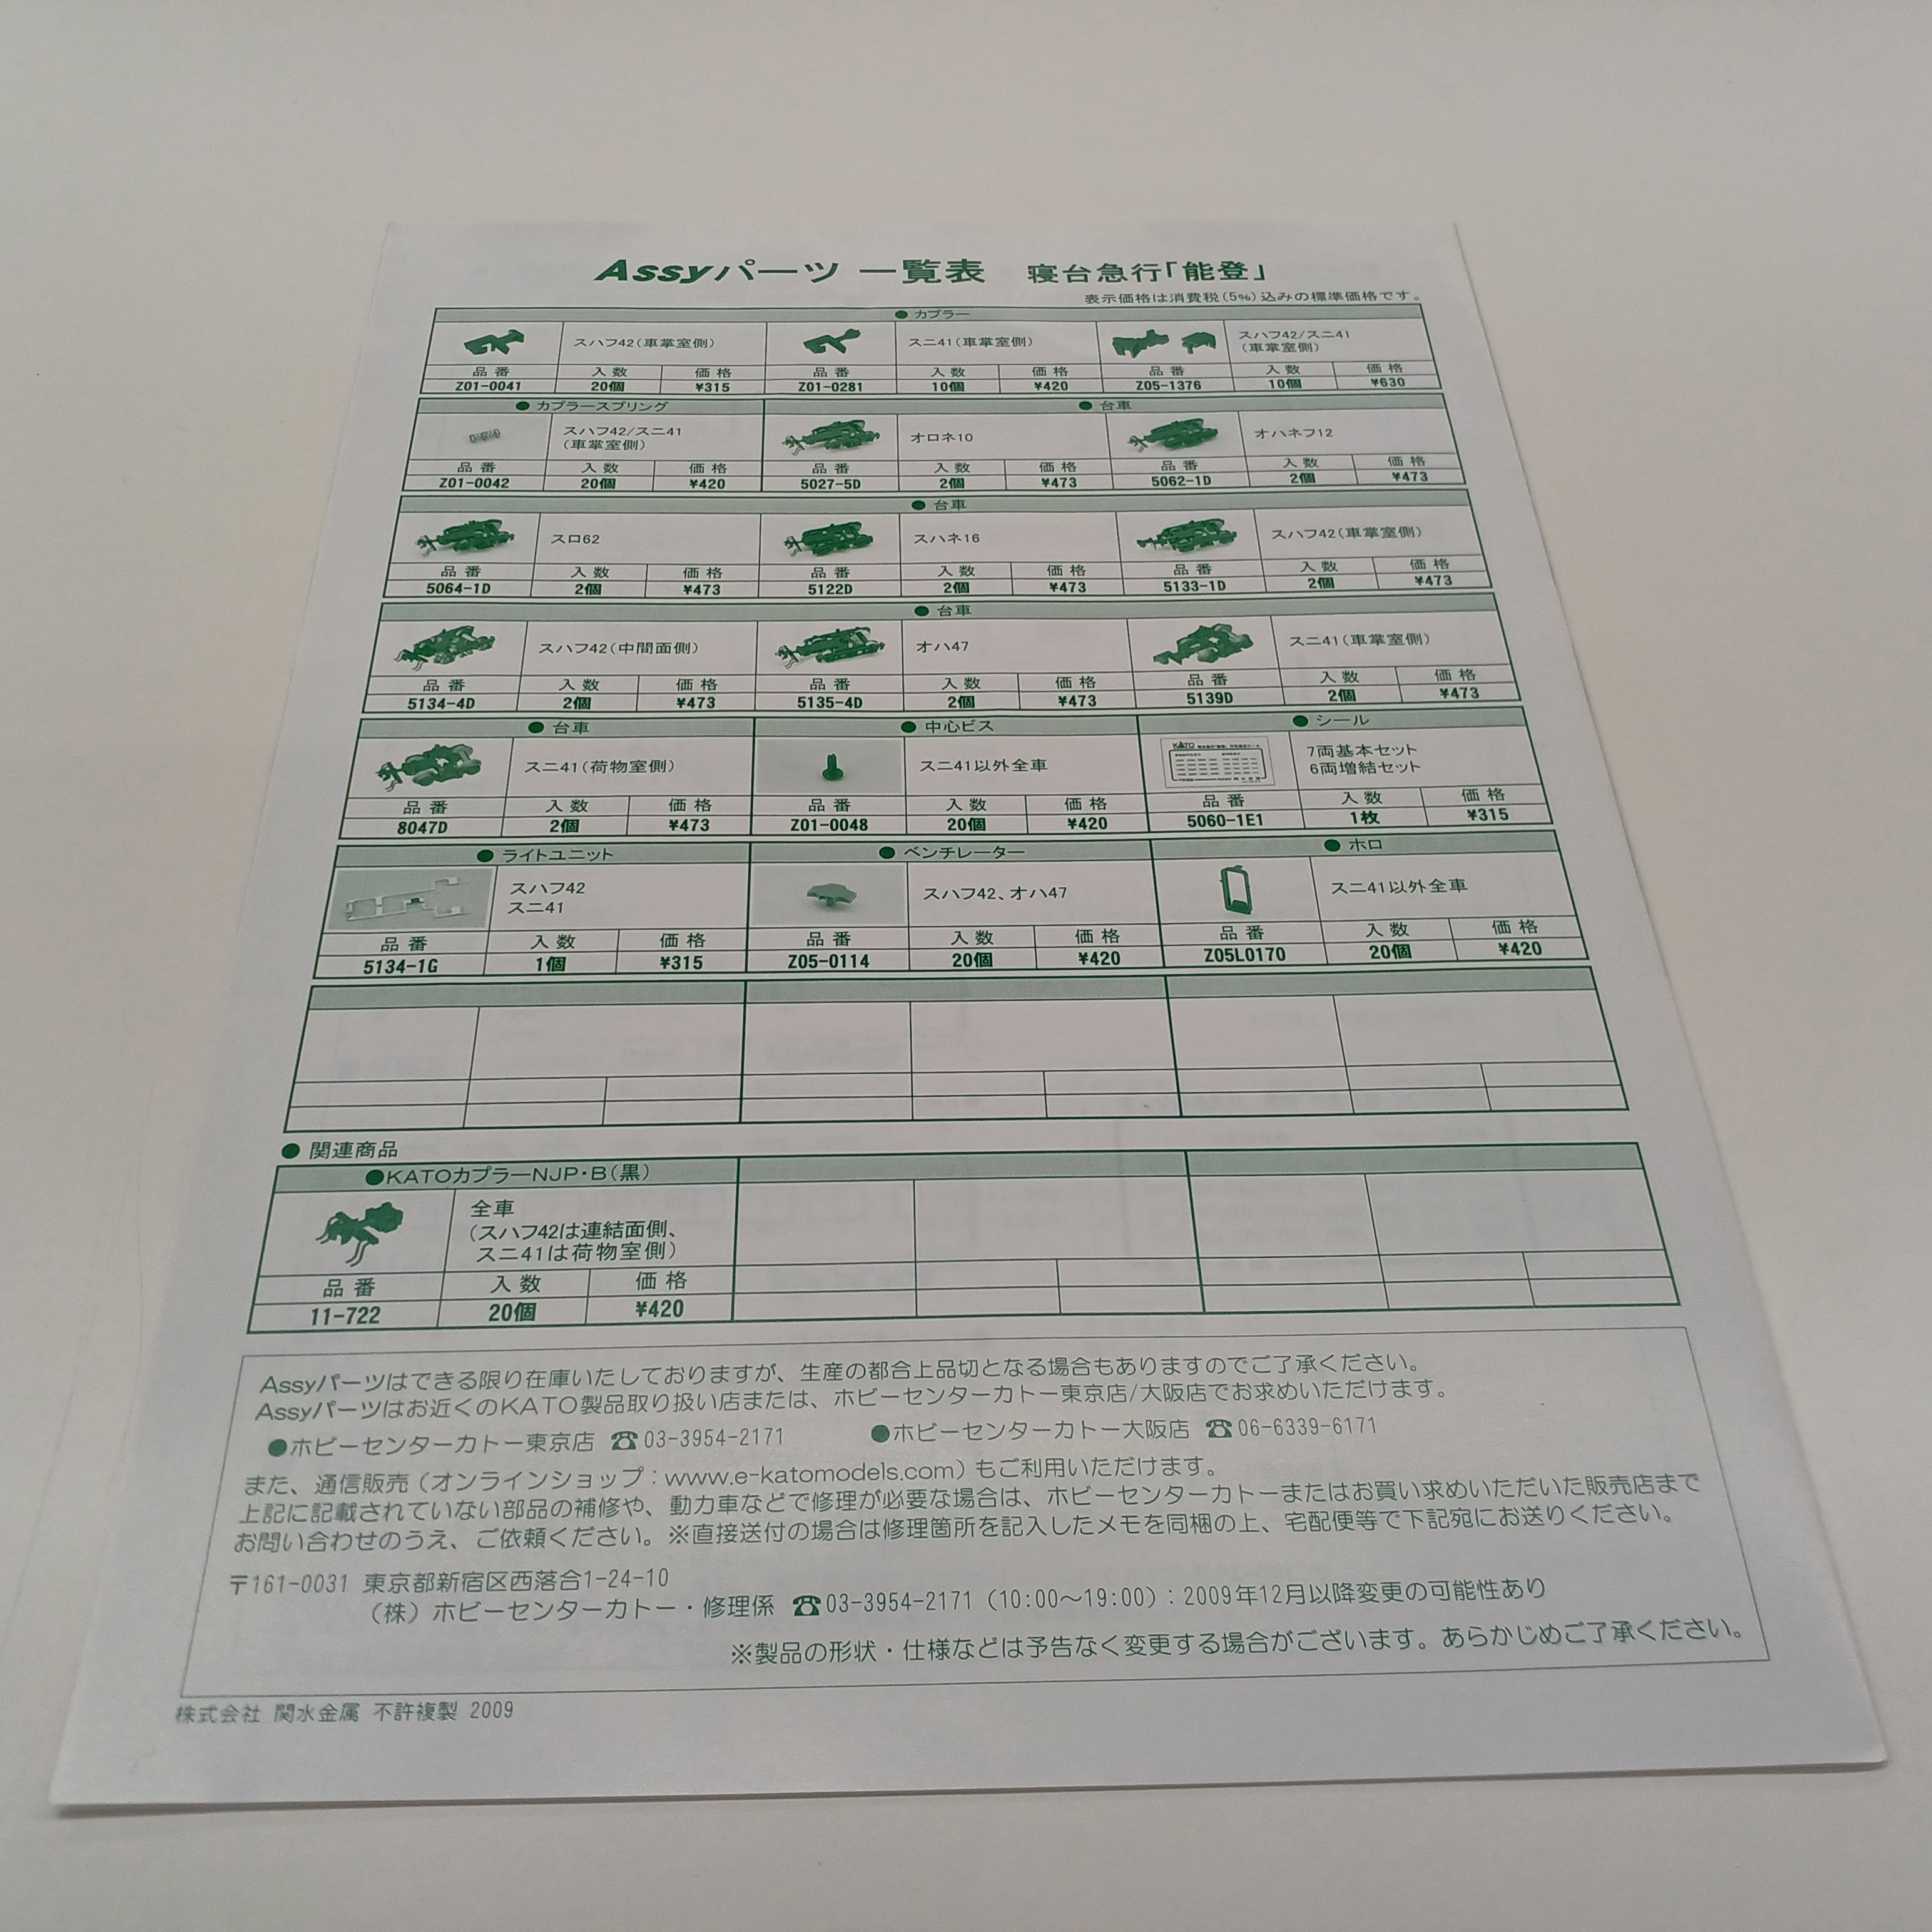 Assyパーツ 一覧表 寝台急行「能登」
表示価格は消費税(5%)込みの標準価格です。
●カプラー
スハフ42(車掌室側) スニ41(車掌室側) スハフ42/スニ41
(車掌室側)
品番 入数 価格 品番 入数 価格 品番 入数 価格
Z01-0041 20個 ¥315 Z01-0281 10個 ¥420 Z05-1376 10個 ¥630
●カプラースプリング ●台車
スハフ42/スニ41 オロネ10 オハネフ12
(車掌室側)
品番 入数 価格 品番 入数 価格 品番 入数 価格
Z01-0042 20個 ¥420 5027-5D 2個 ¥473 5062-1D 2個 ¥473
●台車
スロ62 スハネ16 スハフ42(車掌室側)
品番 入数 価格 品番 入数 価格 品番 入数 価格
5064-1D 2個 ¥473 5122D 2個 ¥473 5133-1D 2個 ¥473
●台車
スハフ42(中間面側) オハ47 スニ41(車掌室側)
品番 入数 価格 品番 入数 価格 品番 入数 価格
5134-4D 2個 ¥473 5135-4D 2個 ¥473 5139D 2個 ¥473
●台車 ●中心ビス ●シール
スニ41(荷物室側) スニ41以外全車 KATO 7両基本セット
6両増結セット
品番 入数 価格 品番 入数 価格 品番 入数 価格
8047D 2個 ¥473 Z01-0048 20個 ¥420 5060-1E1 1枚 ¥315
●ライトユニット ●ベンチレーター ●ホロ
スハフ42 スハフ42、オハ47 スニ41以外全車
スニ41
品番 入数 価格 品番 入数 価格 品番 入数 価格
5134-1G 1個 ¥315 Z05-0114 20個 ¥420 Z05L0170 20個 ¥420
●関連商品
●KATOカプラーNJP・B(黒)
全車
(スハフ42は連結面側、
スニ41は荷物室側)
品番 入数 価格
11-722 20個 ¥420
Assyパーツはできる限り在庫いたしておりますが、生産の都合上品切となる場合もありますのでご了承ください。
Assyパーツはお近くのKATO製品取り扱い店または、ホビーセンターカトー東京店/大阪店でお求めいただけます。
●ホビーセンターカトー東京店 ☎03-3954-2171 ●ホビーセンターカトー大阪店 ☎06-6339-6171
また、通信販売(オンラインショップ:www.e-katomodels.com)もご利用いただけます。
上記に記載されていない部品の補修や、動力車などで修理が必要な場合は、ホビーセンターカトーまたはお買い求めいただいた販売店まで
お問い合わせのうえ、ご依頼ください。※直接送付の場合は修理箇所を記入したメモを同梱の上、宅配便等で下記宛にお送りください。
〒161-0031 東京都新宿区西落合1-24-10
(株)ホビーセンターカトー・修理係 ☎03-3954-2171(10:00~19:00):2009年12月以降変更の可能性あり
※製品の形状・仕様などは予告なく変更する場合がございます。あらかじめご了承ください。
株式会社 関水金属 不許複製 2009